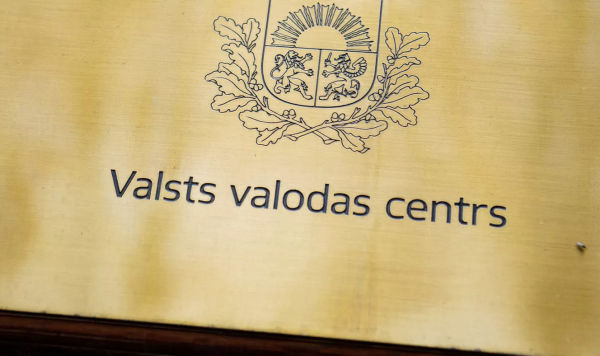 Valsts valodas centrs